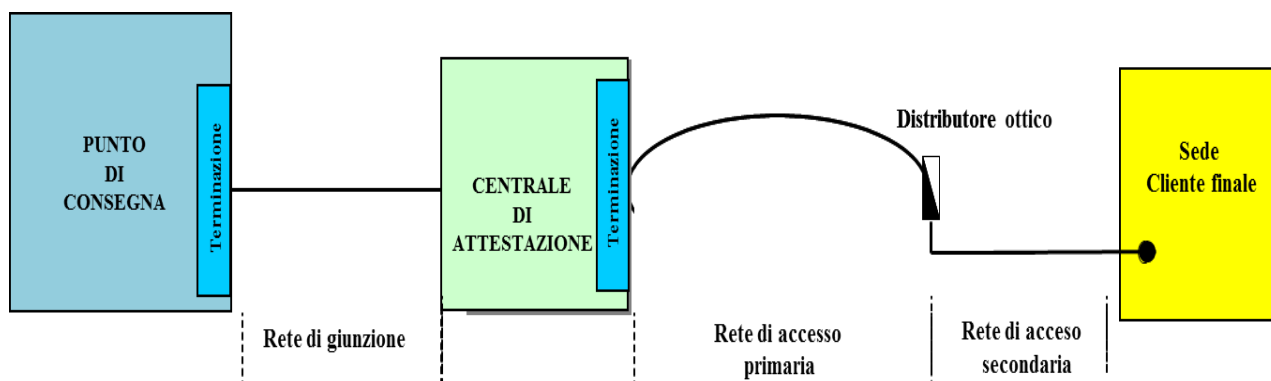 PUNTO
DI
CONSEGNA
Terminazione
Rete di giunzione
CENTRALE
DI
ATTESTAZIONE
Terminazione
Rete di accesso
primaria
Distributore ottico
Rete di acceso
secondaria
Sede
Cliente finale